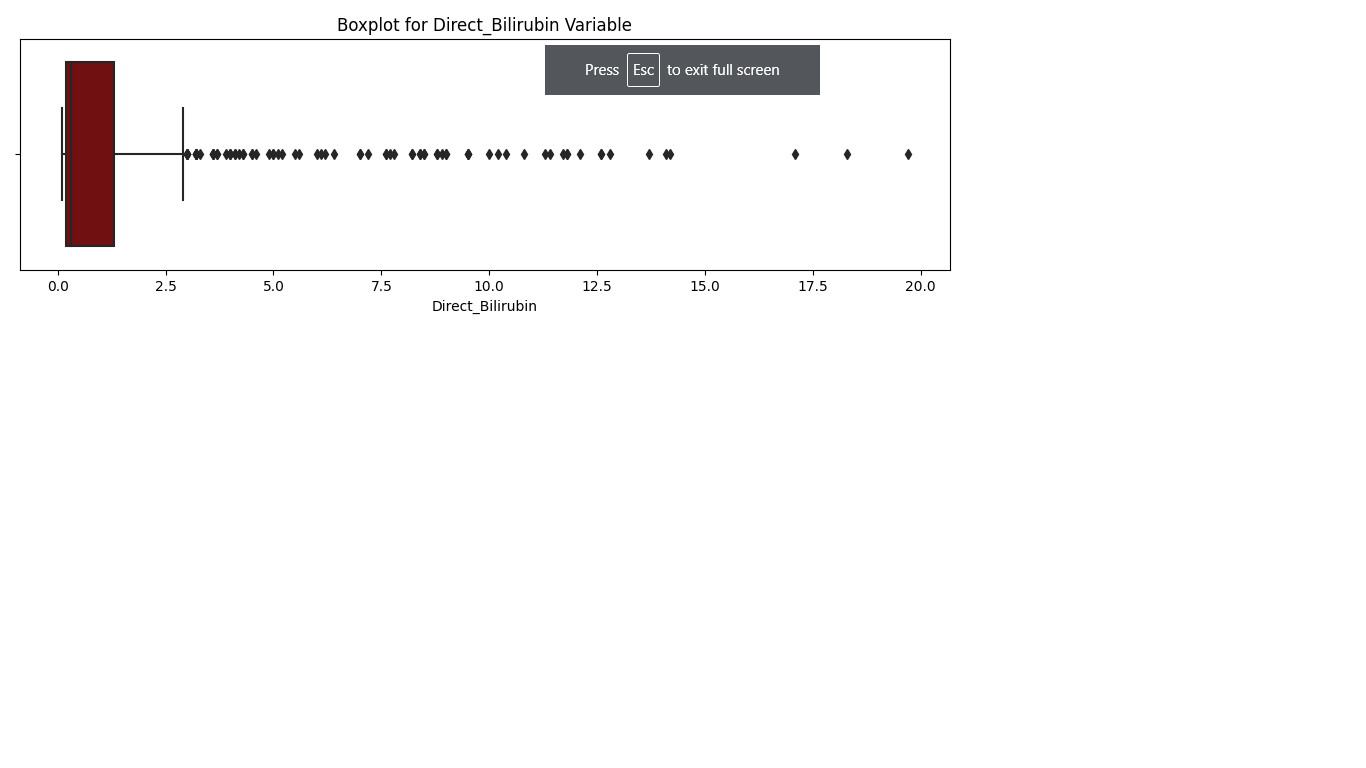 Boxplot for Direct_Bilirubin Variable
Press Esc to exit full screen
0.0 2.5 5.0 7.5 10.0 12.5 15.0 17.5 20.0
Direct_Bilirubin